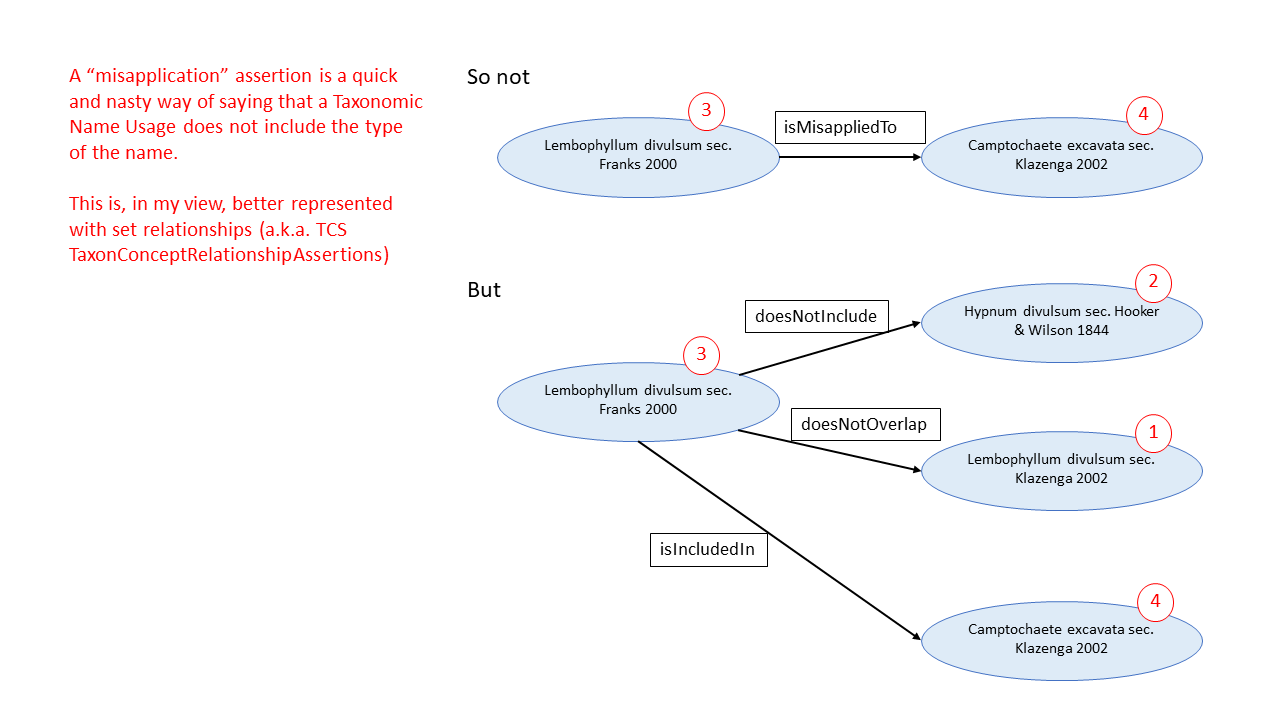 A “misapplication” assertion is a quick
and nasty way of saying that a Taxonomic
Name Usage does not include the type
of the name.
This is, in my view, better represented
with set relationships (a.k.a. TCS
TaxonConceptRelationshipAssertions)
So not
3
Lembophyllum divulsum sec.
Franks 2000
isMisappliedTo
4
Camptochaete excavata sec.
Klazenga 2002
But
3
Lembophyllum divulsum sec.
Franks 2000
doesNotInclude
2
Hypnum divulsum sec. Hooker
& Wilson 1844
doesNotOverlap
1
Lembophyllum divulsum sec.
Klazenga 2002
isIncludedIn
4
Camptochaete excavata sec.
Klazenga 2002